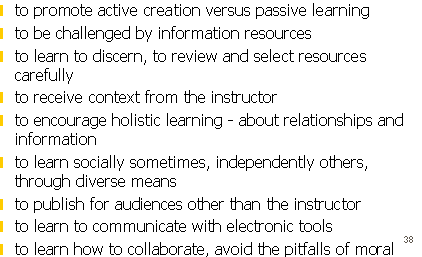 to promote active creation versus passive learning
to be challenged by information resources
to learn to discern, to review and select resources
carefully
to receive context from the instructor
to encourage holistic learning - about relationships and
information
to learn socially sometimes, independently others,
through diverse means
to publish for audiences other than the instructor
to learn to communicate with electronic tools
to learn how to collaborate, avoid the pitfalls of moral
38